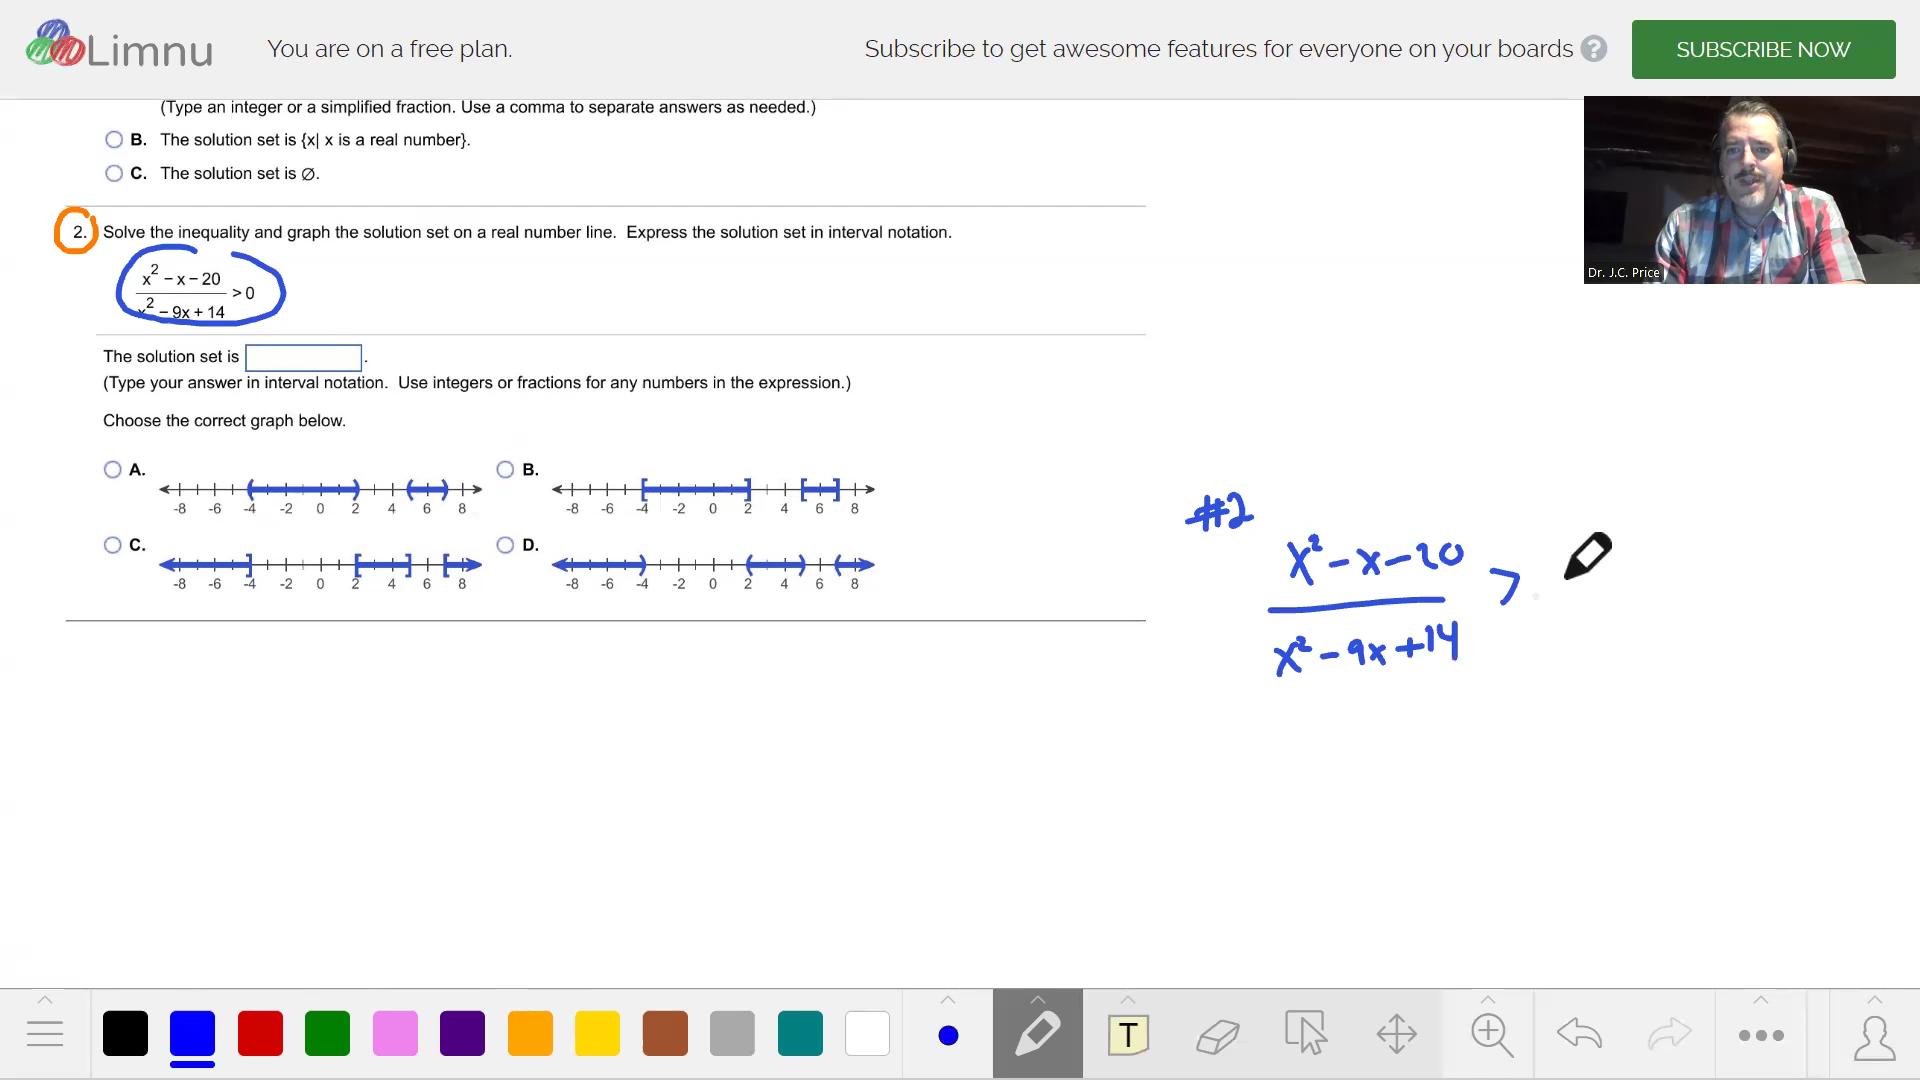 Limnu
You are on a free plan.
Subscribe to get awesome features for everyone on your boards ?
SUBSCRIBE NOW
(Type an integer or a simplified fraction. Use a comma to separate answers as needed.)
B. The solution set is {x| x is a real number}.
C. The solution set is ∅.
Dr. J.C. Price
2. Solve the inequality and graph the solution set on a real number line. Express the solution set in interval notation.
x² − x − 20
> 0
x² − 9x + 14
The solution set is .
(Type your answer in interval notation. Use integers or fractions for any numbers in the expression.)
Choose the correct graph below.
A.
-8 -6 -4 -2 0 2 4 6 8
B.
-8 -6 -4 -2 0 2 4 6 8
C.
-8 -6 -4 -2 0 2 4 6 8
D.
-8 -6 -4 -2 0 2 4 6 8
#2
x² − x − 20
>
x² − 9x + 14
T